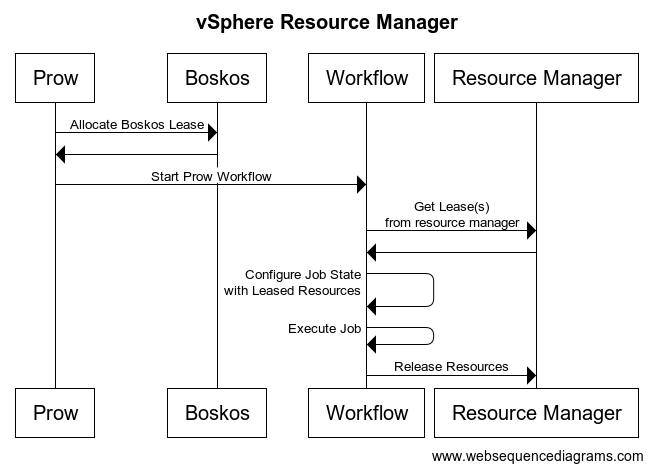 vSphere Resource Manager
Prow
Boskos
Workflow
Resource Manager
Allocate Boskos Lease
Start Prow Workflow
Get Lease(s)
from resource manager
Configure Job State
with Leased Resources
Execute Job
Release Resources
Prow
Boskos
Workflow
Resource Manager
www.websequencediagrams.com